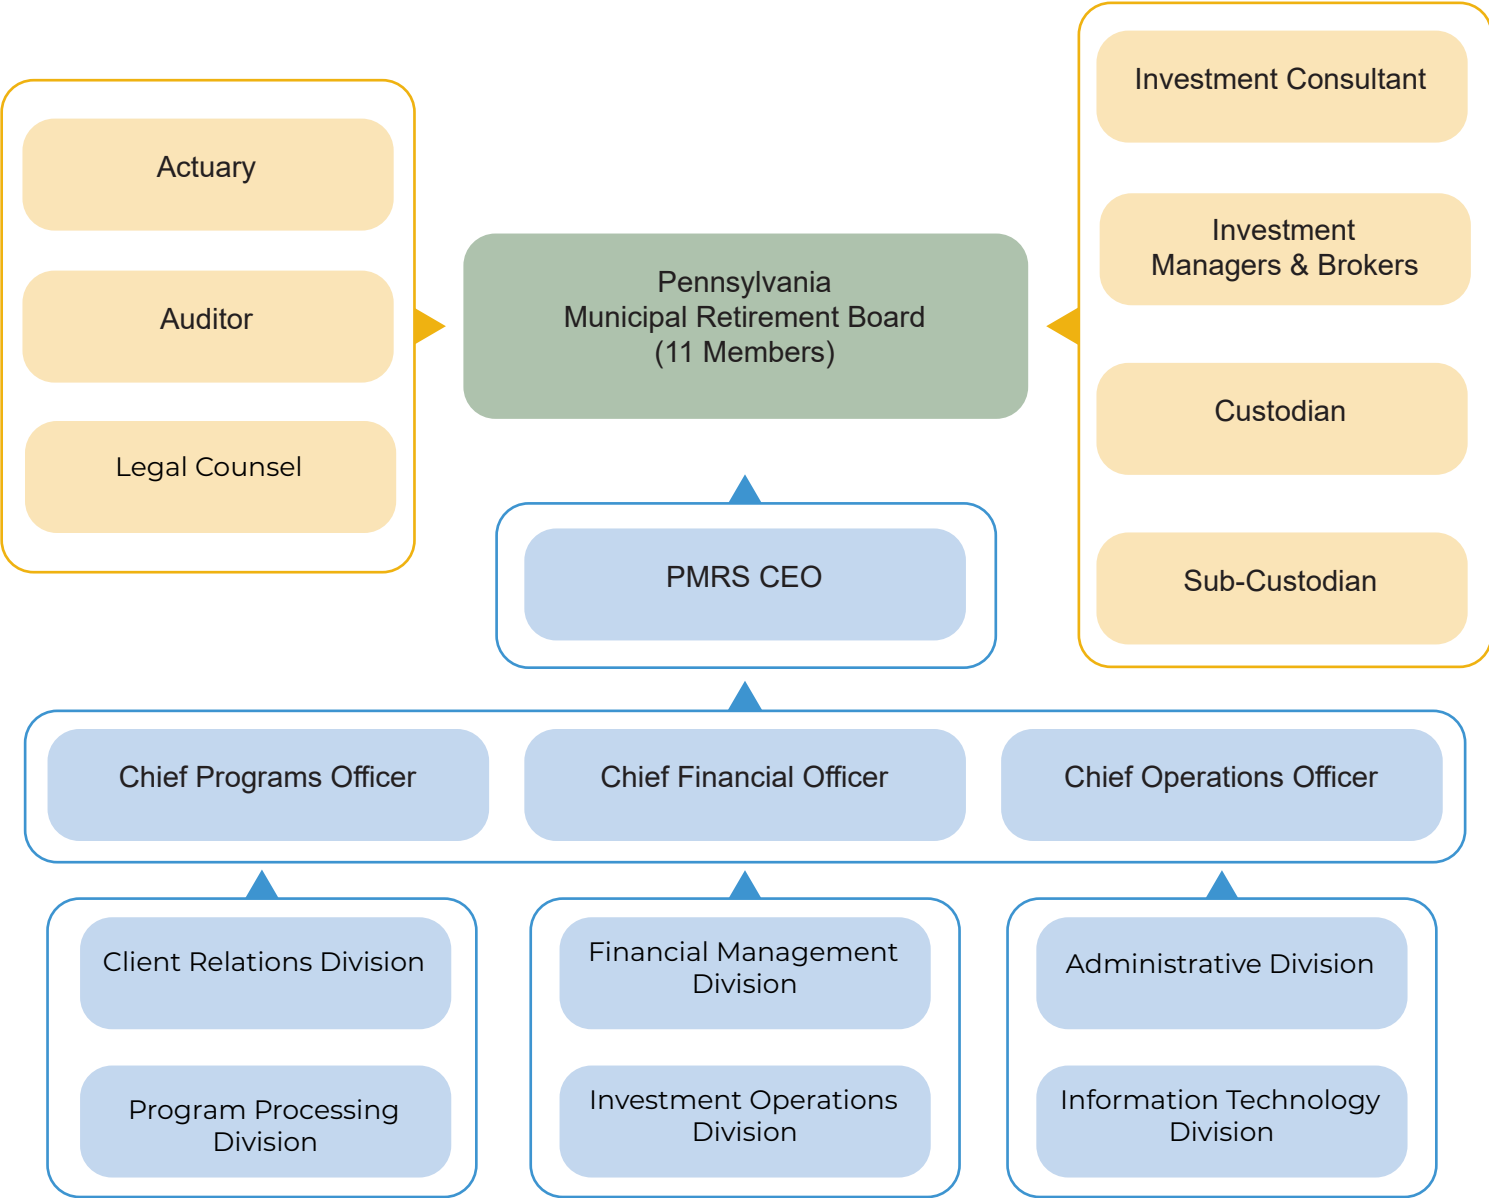 Actuary
Auditor
Legal Counsel
Pennsylvania
Municipal Retirement Board
(11 Members)
Investment Consultant
Investment
Managers & Brokers
Custodian
Sub-Custodian
PMRS CEO
Chief Programs Officer
Chief Financial Officer
Chief Operations Officer
Client Relations Division
Program Processing
Division
Financial Management
Division
Investment Operations
Division
Administrative Division
Information Technology
Division